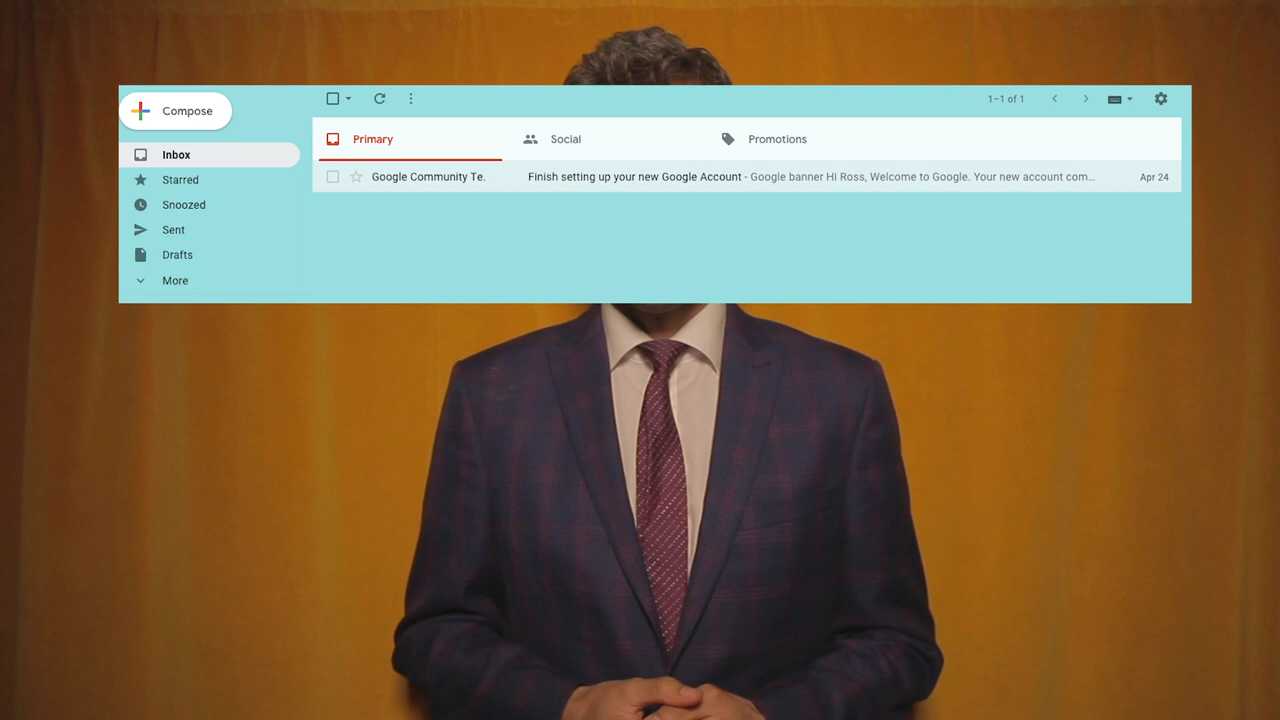 Compose
1–1 of 1
Primary
Social
Promotions
Inbox
Google Community Te. Finish setting up your new Google Account - Google banner Hi Ross, Welcome to Google. Your new account com… Apr 24
Starred
Snoozed
Sent
Drafts
More